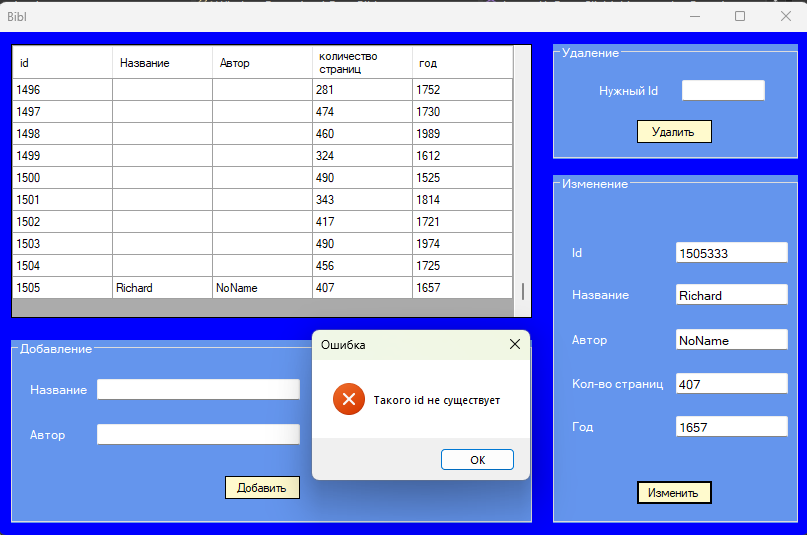 Bibl
id Название Автор количество
страниц год
1496 281 1752
1497 474 1730
1498 460 1989
1499 324 1612
1500 490 1525
1501 343 1814
1502 417 1721
1503 490 1974
1504 456 1725
1505 Richard NoName 407 1657
Удаление
Нужный Id
Удалить
Изменение
Id 1505333
Название Richard
Автор NoName
Кол-во страниц 407
Год 1657
Изменить
Добавление
Название
Автор
Добавить
Ошибка
Такого id не существует
OK